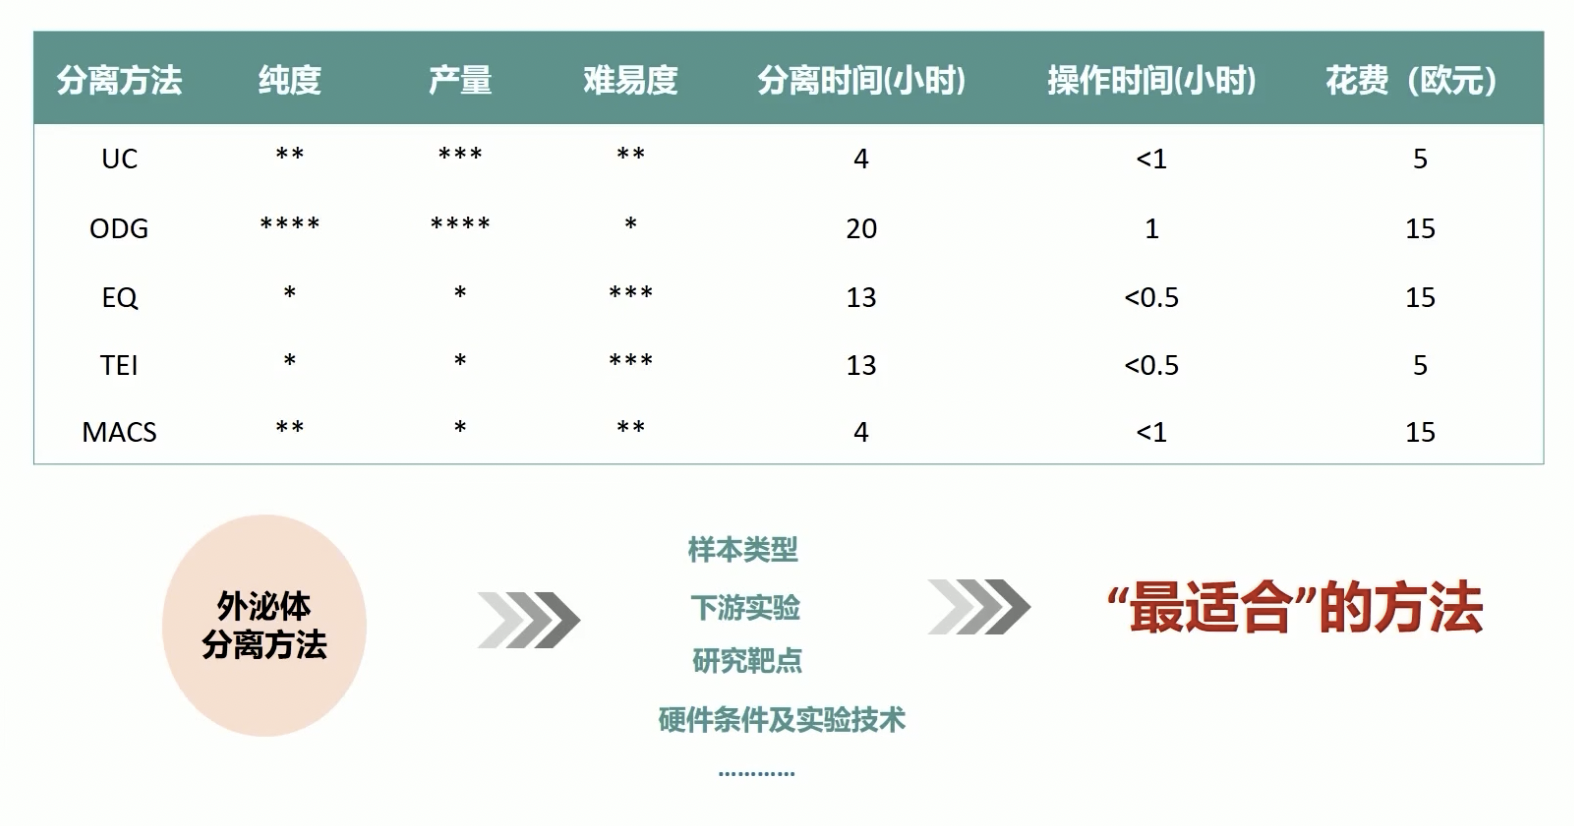 分离方法 纯度 产量 难易度 分离时间(小时) 操作时间(小时) 花费（欧元）
UC ** *** ** 4 <1 5
ODG **** **** * 20 1 15
EQ * * *** 13 <0.5 15
TEI * * *** 13 <0.5 5
MACS ** * ** 4 <1 15
外泌体
分离方法
样本类型
下游实验
研究靶点
硬件条件及实验技术
…………
“最适合”的方法